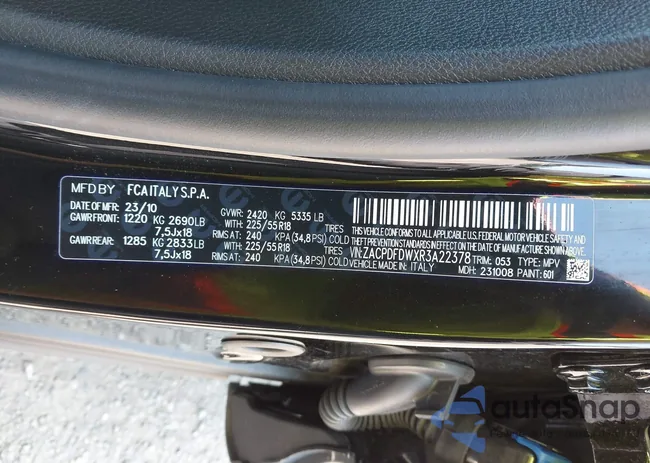 MFD BY FCA ITALY S.P.A.
DATE OF MFR: 23/10 GVWR: 2420 KG 5335 LB
GAWR FRONT: 1220 KG 2690LB WITH 225/55R18 TIRES
7,5Jx18 RIMS AT: 240 KPA (34,8PSI) COLD
GAWR REAR: 1285 KG 2833LB WITH 225/55R18 TIRES
7,5Jx18 RIMS AT: 240 KPA (34,8PSI) COLD
THIS VEHICLE CONFORMS TO ALL APPLICABLE U.S. FEDERAL MOTOR VEHICLE SAFETY AND
THEFT PREVENTION STANDARDS IN EFFECT ON THE DATE OF MANUFACTURE SHOWN ABOVE.
VIN: ZACPDFDWXR3A22378 TRIM: 053 TYPE: MPV
VEHICLE MADE IN: ITALY MDH: 231008 PAINT: 601
autoSnap